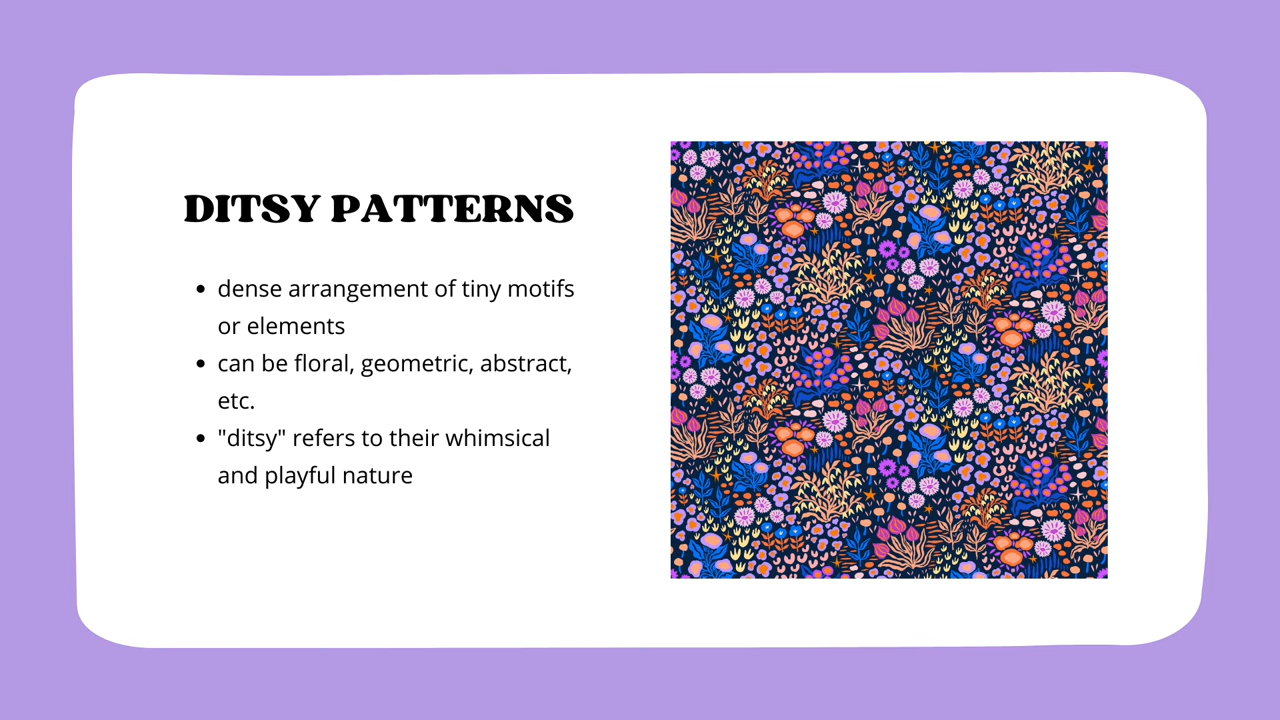 DITSY PATTERNS
• dense arrangement of tiny motifs
or elements
• can be floral, geometric, abstract,
etc.
• "ditsy" refers to their whimsical
and playful nature